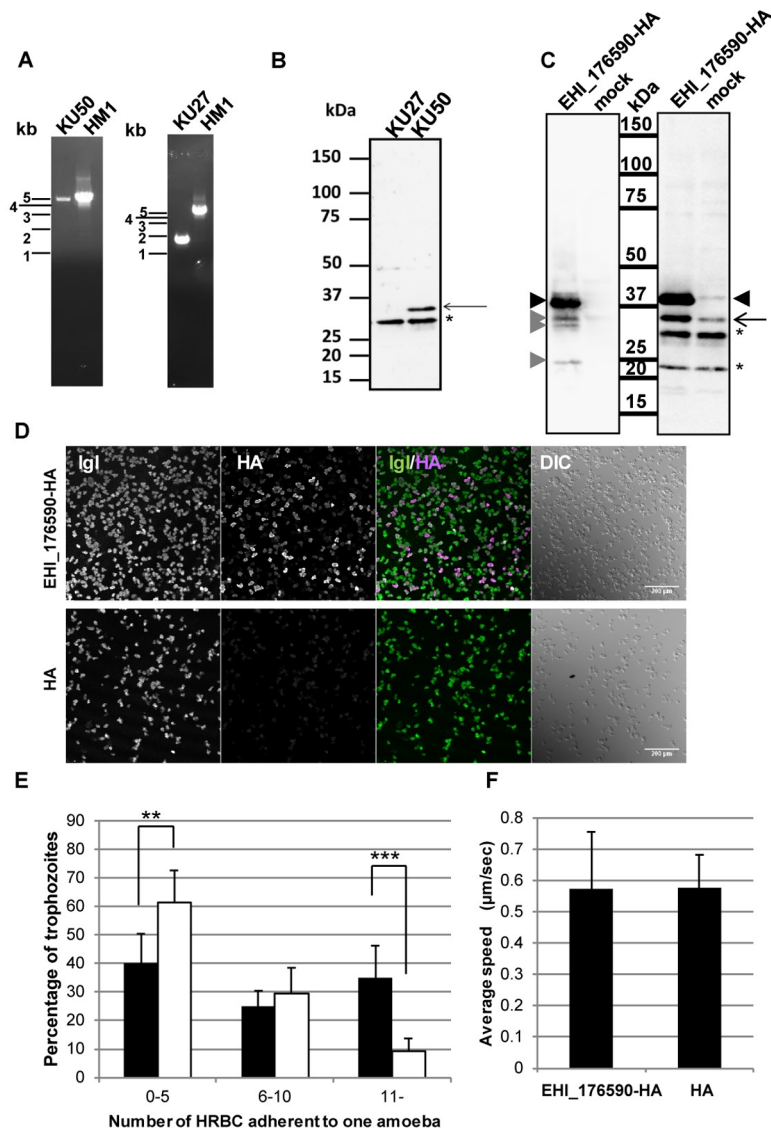 A
KU50
HM1
kb
5
4
3
2
1
KU27
HM1
kb
5
4
3
2
1
B
KU27
KU50
kDa
150
100
75
50
37
25
20
15
*
C
EHI_176590-HA
mock
kDa
EHI_176590-HA
mock
150
100
75
50
37
25
20
15
*
*
D
EHI_176590-HA
Igl
HA
Igl/HA
DIC
200 µm
HA
200 µm
E
Percentage of trophozoites
90
80
70
60
50
40
30
20
10
0
**
***
0-5
6-10
11-
Number of HRBC adherent to one amoeba
F
Average speed (µm/sec)
0.8
0.7
0.6
0.5
0.4
0.3
0.2
0.1
0
EHI_176590-HA
HA